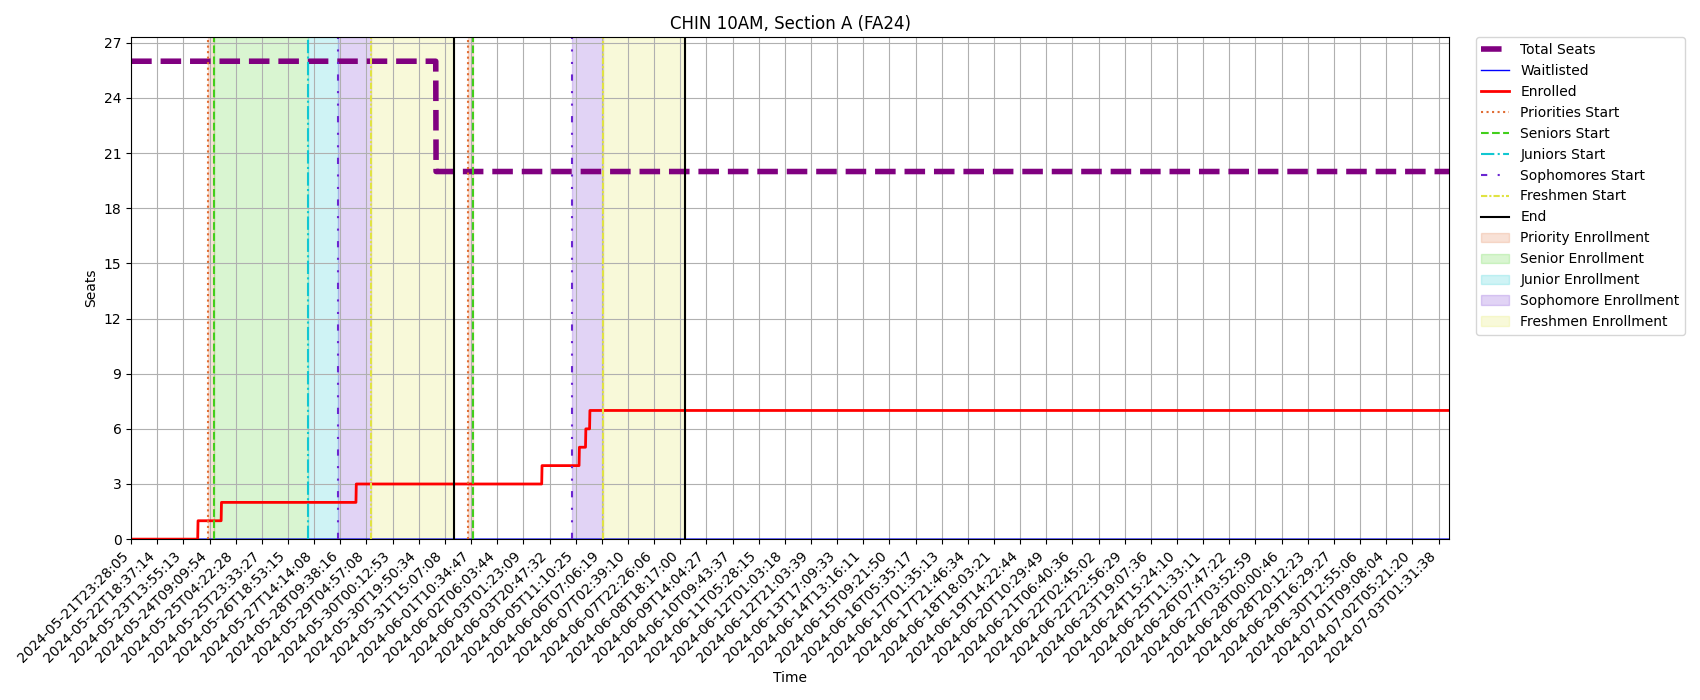 CHIN 10AM, Section A (FA24)
27
24
21
18
15
12
9
6
3
0
Seats
2024-05-21T23:28:05
2024-05-22T18:37:14
2024-05-23T13:55:13
2024-05-24T09:09:54
2024-05-25T04:22:28
2024-05-25T23:33:27
2024-05-26T18:53:15
2024-05-27T14:14:08
2024-05-28T09:38:16
2024-05-29T04:57:08
2024-05-30T00:12:53
2024-05-30T19:50:34
2024-05-31T15:07:08
2024-06-01T10:34:47
2024-06-02T06:03:44
2024-06-03T01:23:09
2024-06-03T20:47:32
2024-06-05T11:10:25
2024-06-06T07:06:19
2024-06-07T02:39:16
2024-06-07T22:26:06
2024-06-08T18:17:00
2024-06-09T14:04:27
2024-06-10T09:43:37
2024-06-11T05:28:15
2024-06-12T01:03:18
2024-06-12T21:03:39
2024-06-13T17:09:33
2024-06-14T13:16:11
2024-06-15T09:21:50
2024-06-16T05:35:17
2024-06-17T01:35:13
2024-06-17T21:46:34
2024-06-18T18:03:21
2024-06-19T14:22:44
2024-06-20T10:29:49
2024-06-21T06:40:36
2024-06-22T02:45:02
2024-06-22T22:56:29
2024-06-23T19:07:36
2024-06-24T15:24:10
2024-06-25T11:33:11
2024-06-26T07:47:22
2024-06-27T03:52:59
2024-06-28T00:00:46
2024-06-28T20:12:23
2024-06-29T16:29:27
2024-06-30T12:55:06
2024-07-01T09:08:04
2024-07-02T05:21:20
2024-07-03T01:31:38
Time
Total Seats
Waitlisted
Enrolled
Priorities Start
Seniors Start
Juniors Start
Sophomores Start
Freshmen Start
End
Priority Enrollment
Senior Enrollment
Junior Enrollment
Sophomore Enrollment
Freshmen Enrollment